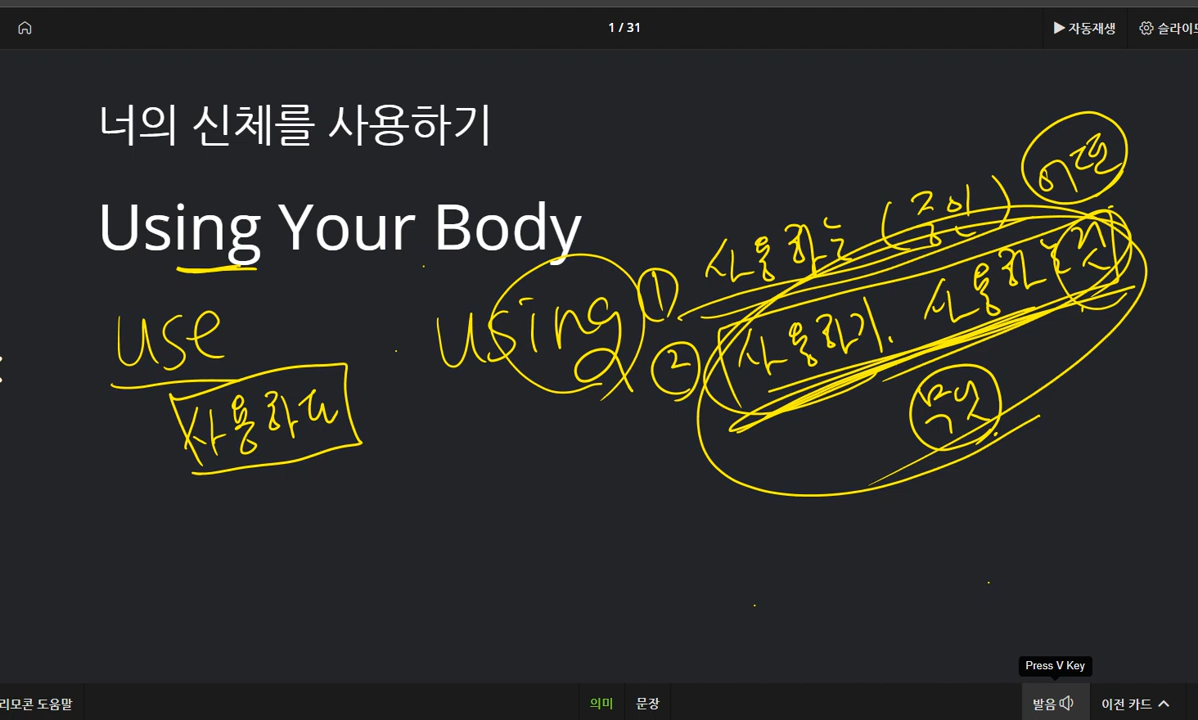 1 / 31
▶ 자동재생
슬라이드
너의 신체를 사용하기
Using Your Body
use
사용하다
using
① 사용하는 (중인)
② 사용하기. 사용하는 것
무엇
Press V Key
리모콘 도움말
의미
문장
발음
이전 카드